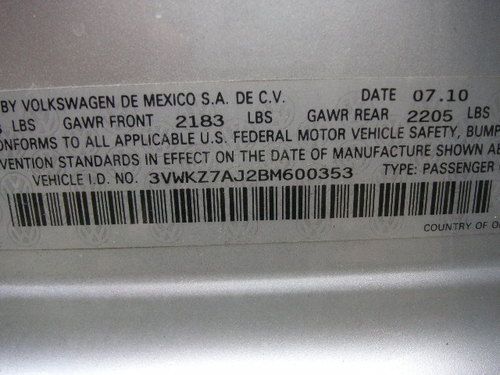 BY VOLKSWAGEN DE MEXICO S.A. DE C.V. DATE 07.10
LBS GAWR FRONT 2183 LBS GAWR REAR 2205 LBS
ONFORMS TO ALL APPLICABLE U.S. FEDERAL MOTOR VEHICLE SAFETY, BUMP
EVENTION STANDARDS IN EFFECT ON THE DATE OF MANUFACTURE SHOWN AB
VEHICLE I.D. NO. 3VWKZ7AJ2BM600353 TYPE: PASSENGER
COUNTRY OF O